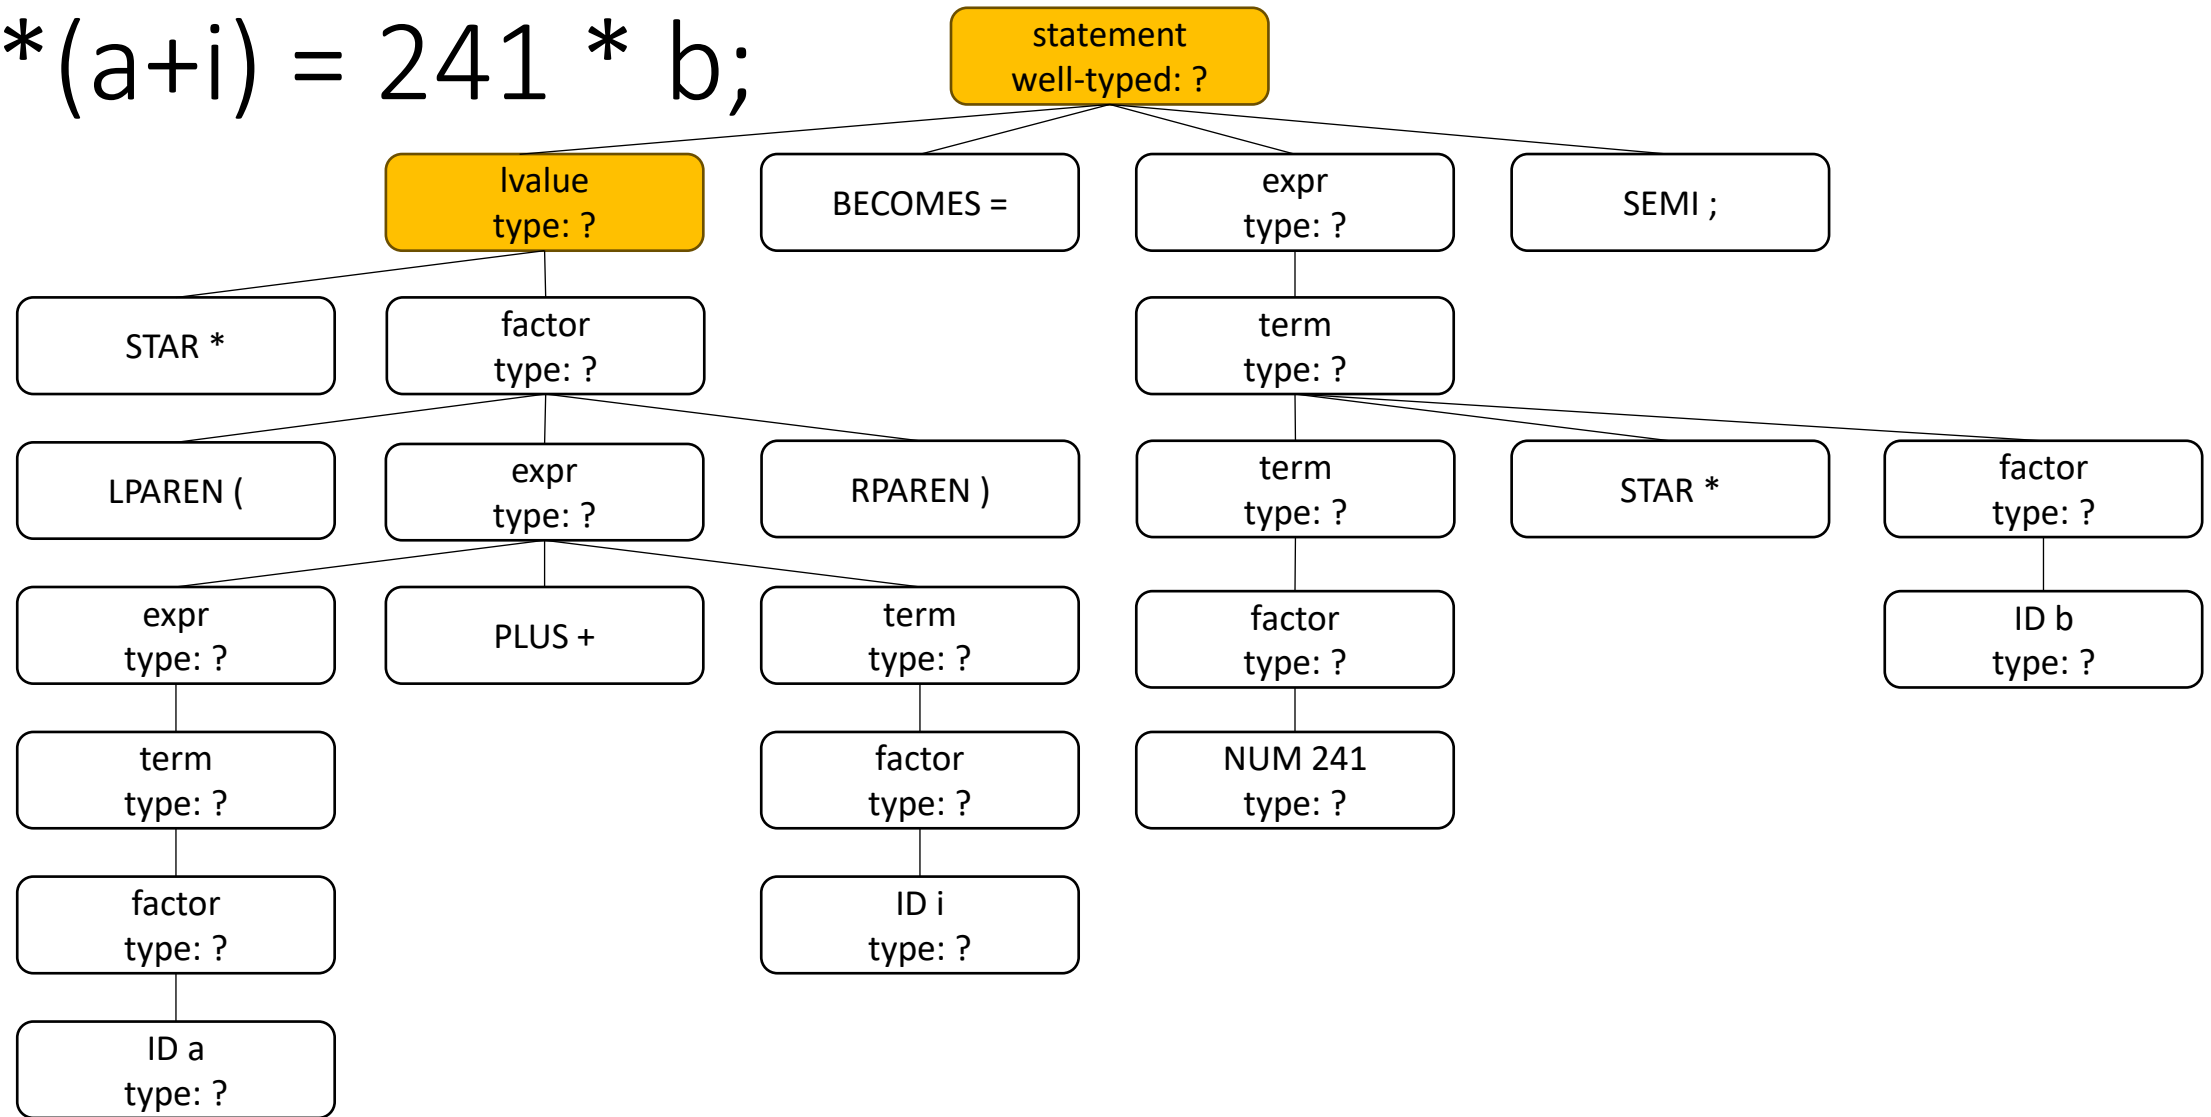 *(a+i) = 241 * b;
statement
well-typed: ?
lvalue
type: ?
BECOMES =
expr
type: ?
SEMI ;
STAR *
factor
type: ?
term
type: ?
LPAREN (
expr
type: ?
RPAREN )
term
type: ?
STAR *
factor
type: ?
expr
type: ?
PLUS +
term
type: ?
factor
type: ?
ID b
type: ?
term
type: ?
factor
type: ?
NUM 241
type: ?
factor
type: ?
ID i
type: ?
ID a
type: ?